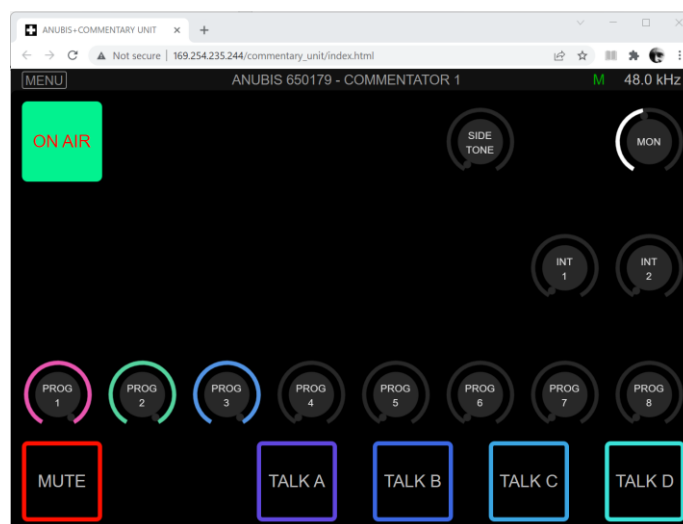 ANUBIS+COMMENTARY UNIT
Not secure | 169.254.235.244/commentary_unit/index.html
MENU
ANUBIS 650179 - COMMENTATOR 1
M
48.0 kHz
ON AIR
SIDE
TONE
MON
INT
1
INT
2
PROG
1
PROG
2
PROG
3
PROG
4
PROG
5
PROG
6
PROG
7
PROG
8
MUTE
TALK A
TALK B
TALK C
TALK D